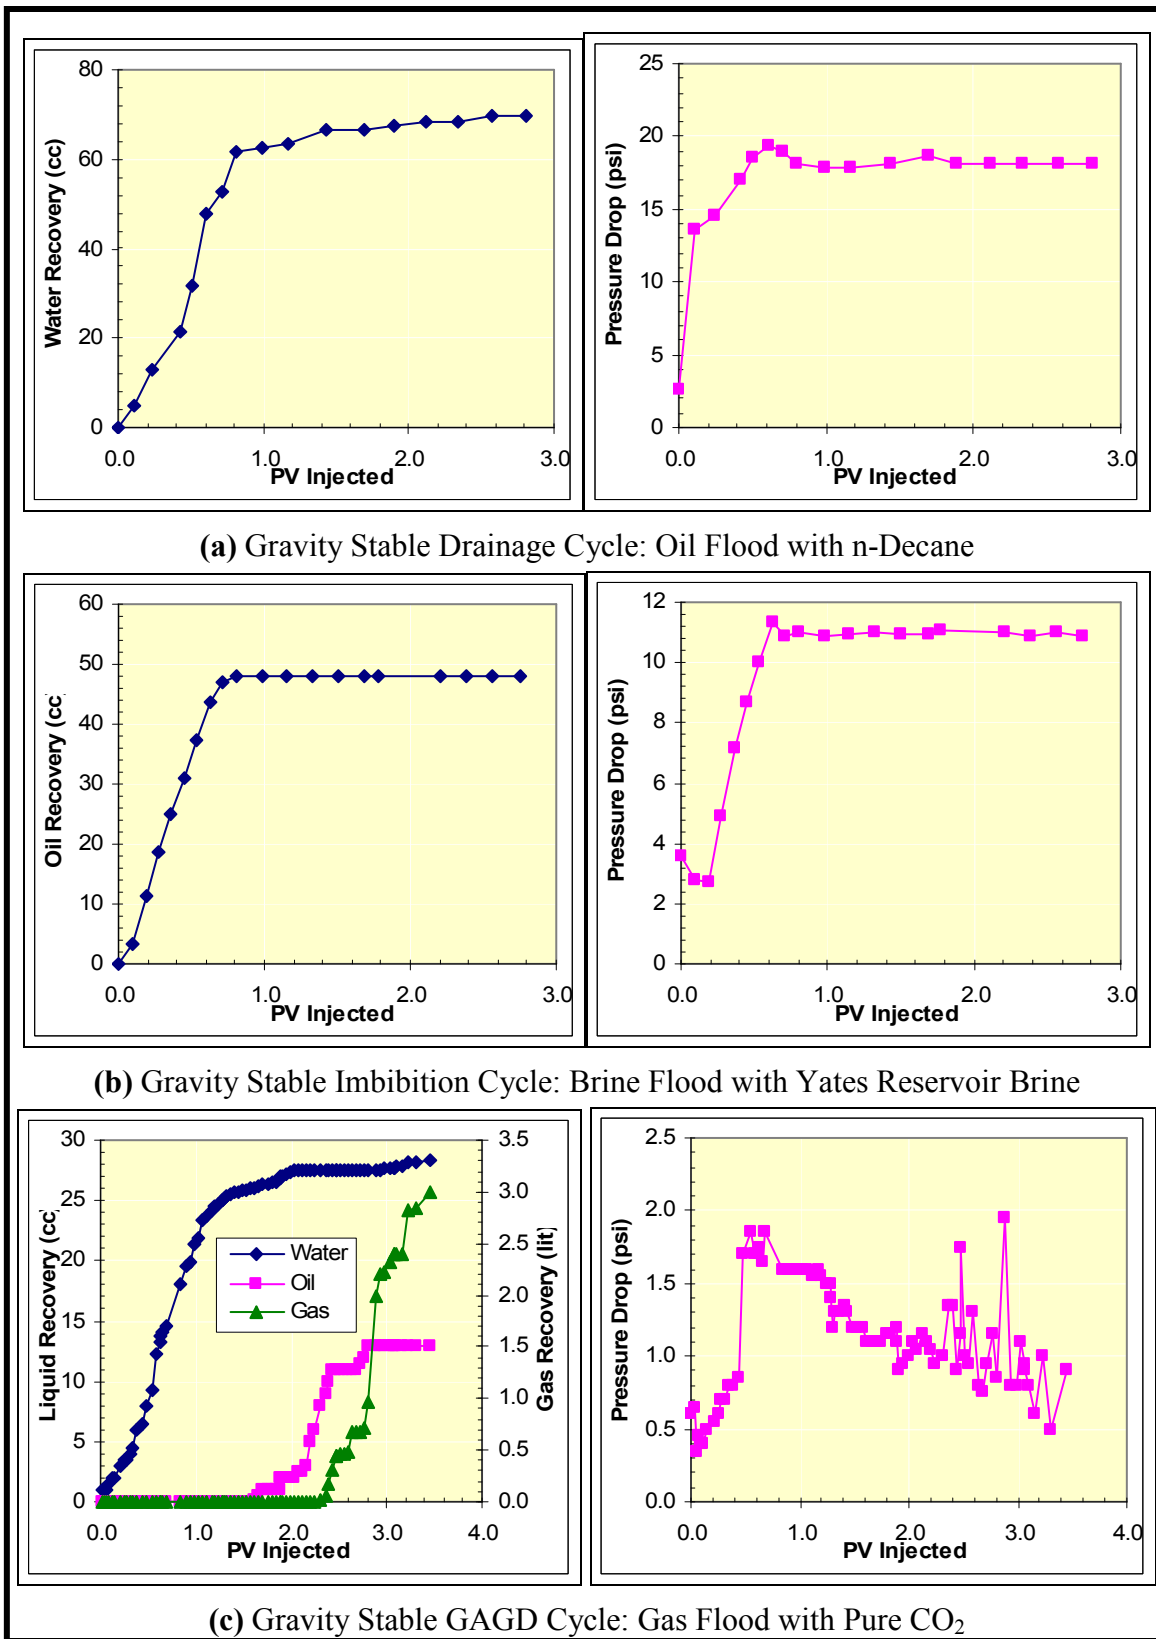 80
60
40
20
0
Water Recovery (cc)
0.0 1.0 2.0 3.0
PV Injected
25
20
15
10
5
0
Pressure Drop (psi)
0.0 1.0 2.0 3.0
PV Injected
(a) Gravity Stable Drainage Cycle: Oil Flood with n-Decane
60
50
40
30
20
10
0
Oil Recovery (cc)
0.0 1.0 2.0 3.0
PV Injected
12
10
8
6
4
2
0
Pressure Drop (psi)
0.0 1.0 2.0 3.0
PV Injected
(b) Gravity Stable Imbibition Cycle: Brine Flood with Yates Reservoir Brine
30
25
20
15
10
5
0
Liquid Recovery (cc)
Water
Oil
Gas
3.5
3.0
2.5
2.0
1.5
1.0
0.5
0.0
Gas Recovery (lit)
0.0 1.0 2.0 3.0 4.0
PV Injected
2.5
2.0
1.5
1.0
0.5
0.0
Pressure Drop (psi)
0.0 1.0 2.0 3.0 4.0
PV Injected
(c) Gravity Stable GAGD Cycle: Gas Flood with Pure CO₂